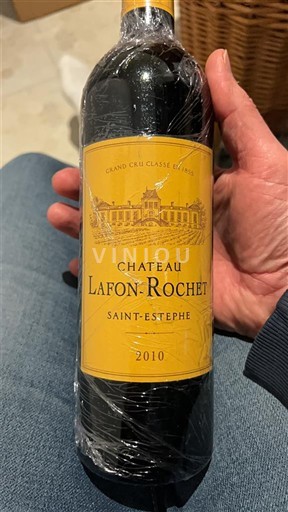 GRAND CRU CLASSÉ EN 1855
VINIOU
CHATEAU
LAFON-ROCHET
SAINT-ESTEPHE
2010